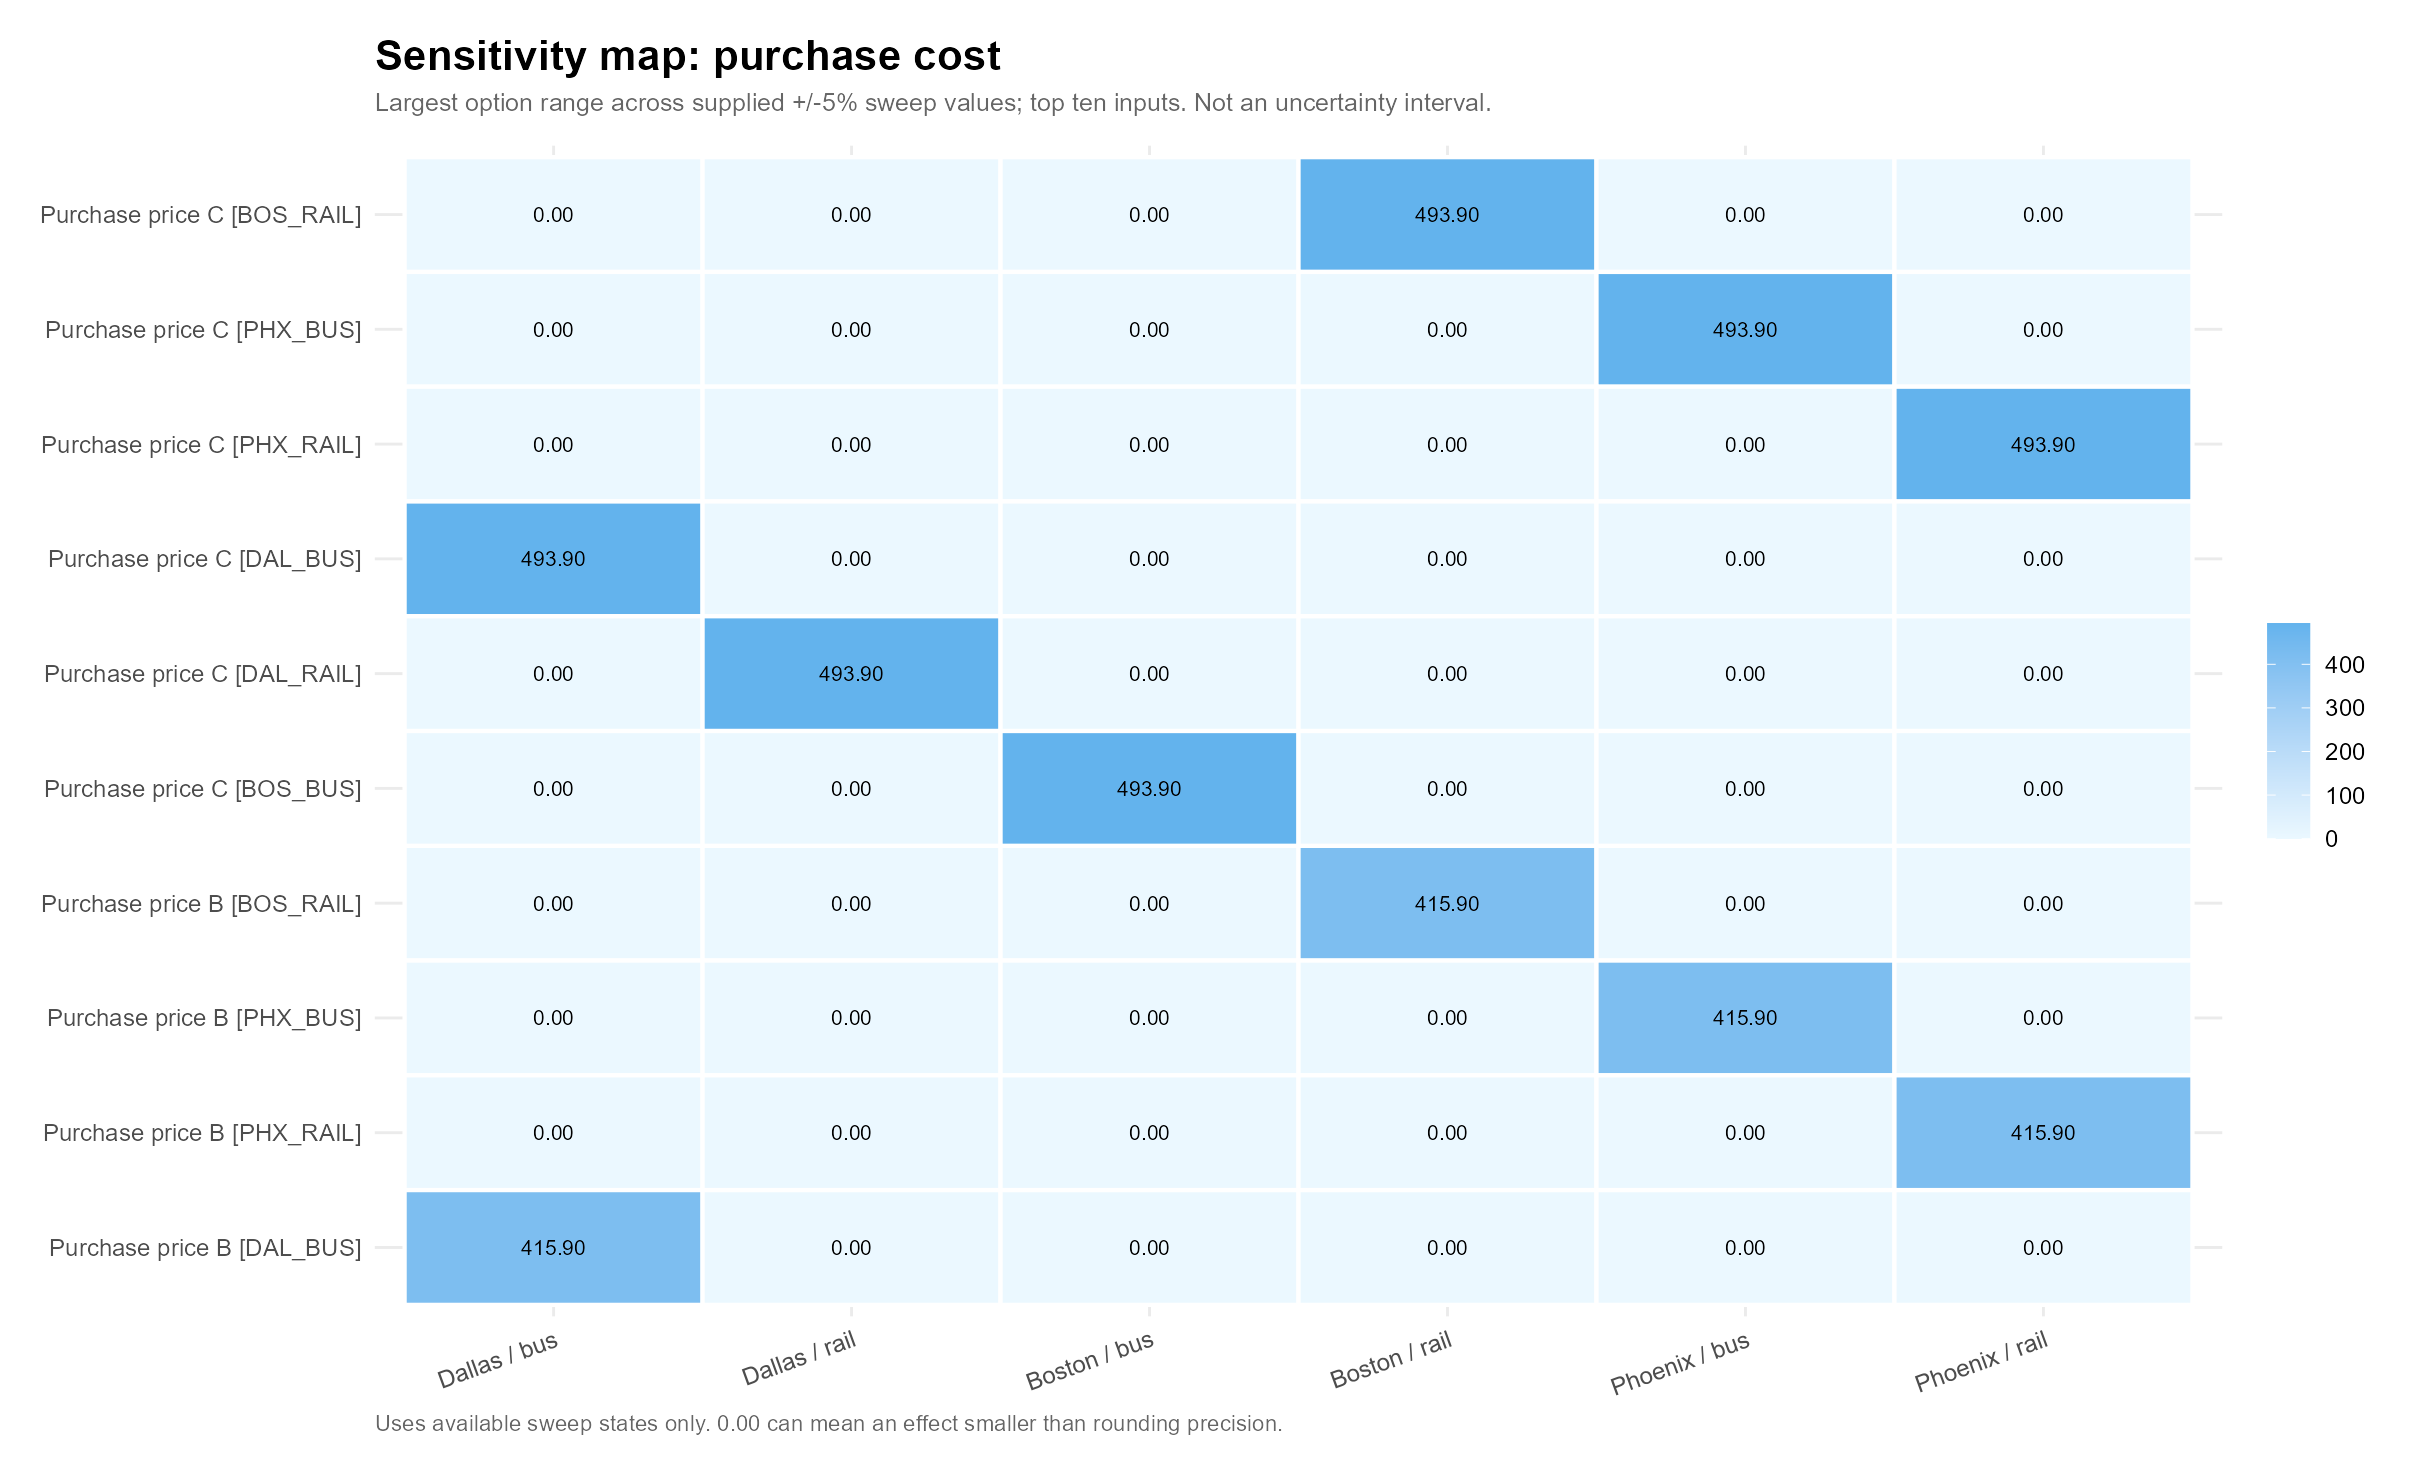 Sensitivity map: purchase cost
Largest option range across supplied +/-5% sweep values; top ten inputs. Not an uncertainty interval.
Purchase price C [BOS_RAIL] 0.00 0.00 0.00 493.90 0.00 0.00
Purchase price C [PHX_BUS] 0.00 0.00 0.00 0.00 493.90 0.00
Purchase price C [PHX_RAIL] 0.00 0.00 0.00 0.00 0.00 493.90
Purchase price C [DAL_BUS] 493.90 0.00 0.00 0.00 0.00 0.00
Purchase price C [DAL_RAIL] 0.00 493.90 0.00 0.00 0.00 0.00
Purchase price C [BOS_BUS] 0.00 0.00 493.90 0.00 0.00 0.00
Purchase price B [BOS_RAIL] 0.00 0.00 0.00 415.90 0.00 0.00
Purchase price B [PHX_BUS] 0.00 0.00 0.00 0.00 415.90 0.00
Purchase price B [PHX_RAIL] 0.00 0.00 0.00 0.00 0.00 415.90
Purchase price B [DAL_BUS] 415.90 0.00 0.00 0.00 0.00 0.00
400
300
200
100
0
Dallas / bus Dallas / rail Boston / bus Boston / rail Phoenix / bus Phoenix / rail
Uses available sweep states only. 0.00 can mean an effect smaller than rounding precision.